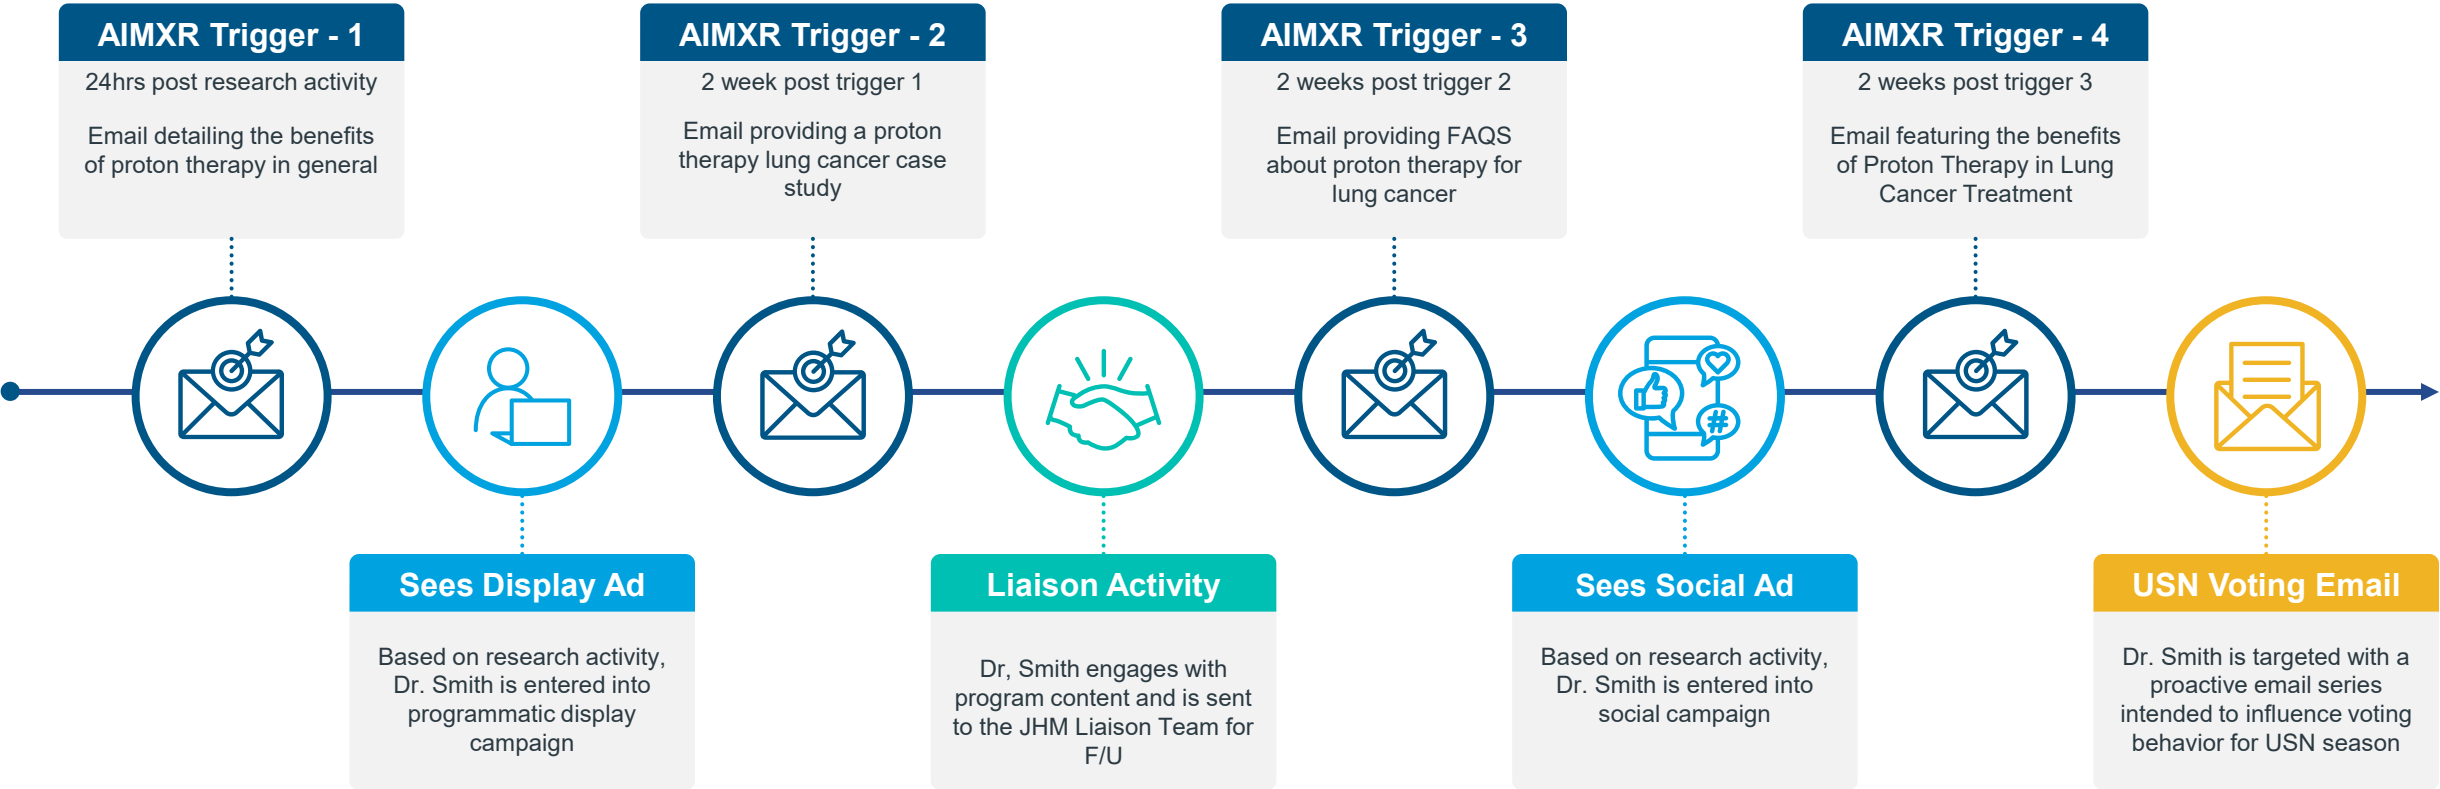 AIMXR Trigger - 1
24hrs post research activity
Email detailing the benefits
of proton therapy in general
AIMXR Trigger - 2
2 week post trigger 1
Email providing a proton
therapy lung cancer case
study
AIMXR Trigger - 3
2 weeks post trigger 2
Email providing FAQS
about proton therapy for
lung cancer
AIMXR Trigger - 4
2 weeks post trigger 3
Email featuring the benefits
of Proton Therapy in Lung
Cancer Treatment
#
Sees Display Ad
Based on research activity,
Dr. Smith is entered into
programmatic display
campaign
Liaison Activity
Dr, Smith engages with
program content and is sent
to the JHM Liaison Team for
F/U
Sees Social Ad
Based on research activity,
Dr. Smith is entered into
social campaign
USN Voting Email
Dr. Smith is targeted with a
proactive email series
intended to influence voting
behavior for USN season